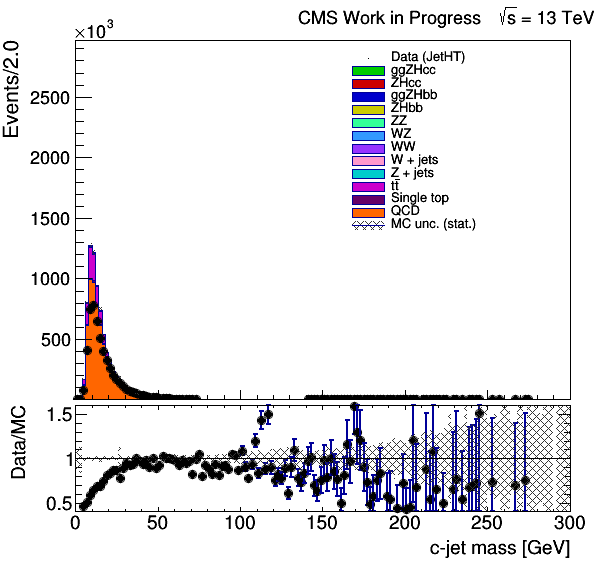 CMS Work in Progress √s = 13 TeV
×10³
Events/2.0
2500
2000
1500
1000
500
Data (JetHT)
ggZHcc
ZHcc
ggZHbb
ZHbb
ZZ
WZ
WW
W + jets
Z + jets
tt̄
Single top
QCD
MC unc. (stat.)
Data/MC
1.5
1
0.5
0 50 100 150 200 250 300
c-jet mass [GeV]